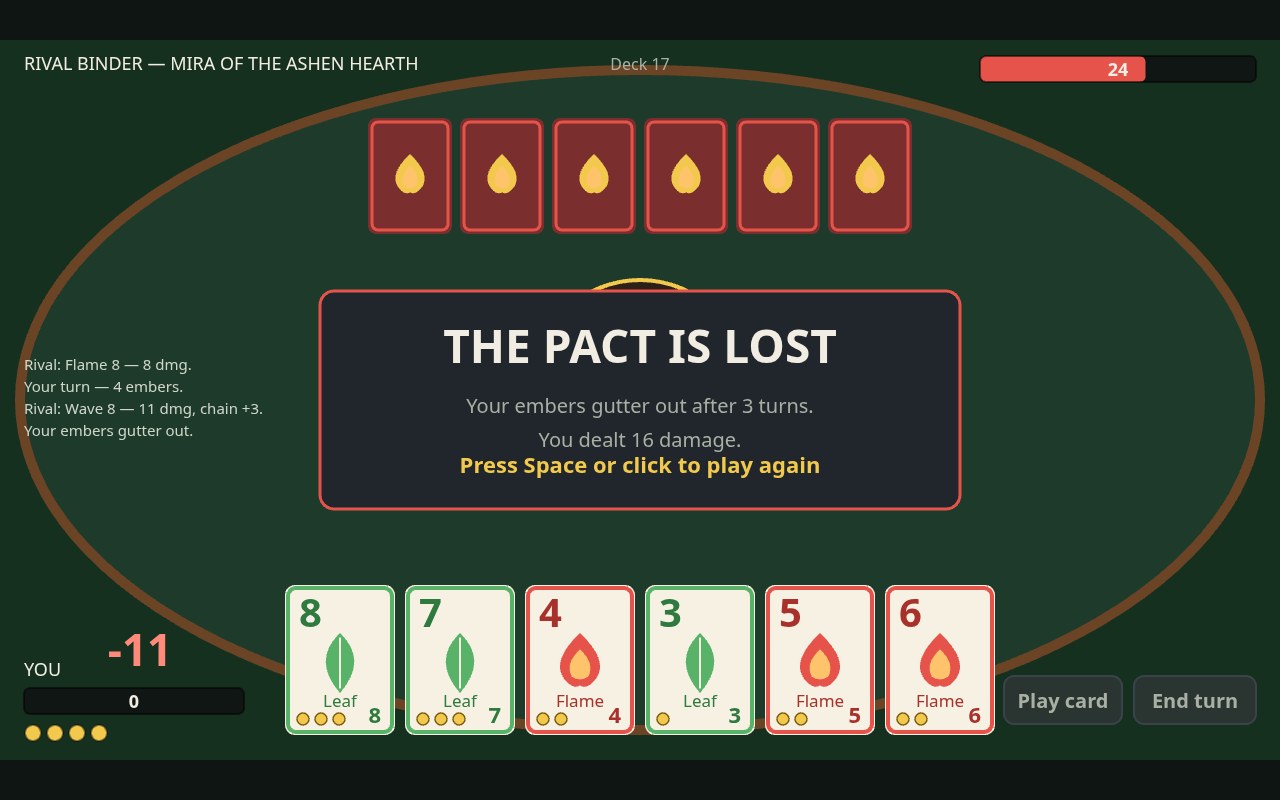 RIVAL BINDER — MIRA OF THE ASHEN HEARTH
Deck 17
24
THE PACT IS LOST
Your embers gutter out after 3 turns.
You dealt 16 damage.
Press Space or click to play again
Rival: Flame 8 — 8 dmg.
Your turn — 4 embers.
Rival: Wave 8 — 11 dmg, chain +3.
Your embers gutter out.
-11
YOU
0
8
Leaf
8
7
Leaf
7
4
Flame
4
3
Leaf
3
5
Flame
5
6
Flame
6
Play card
End turn